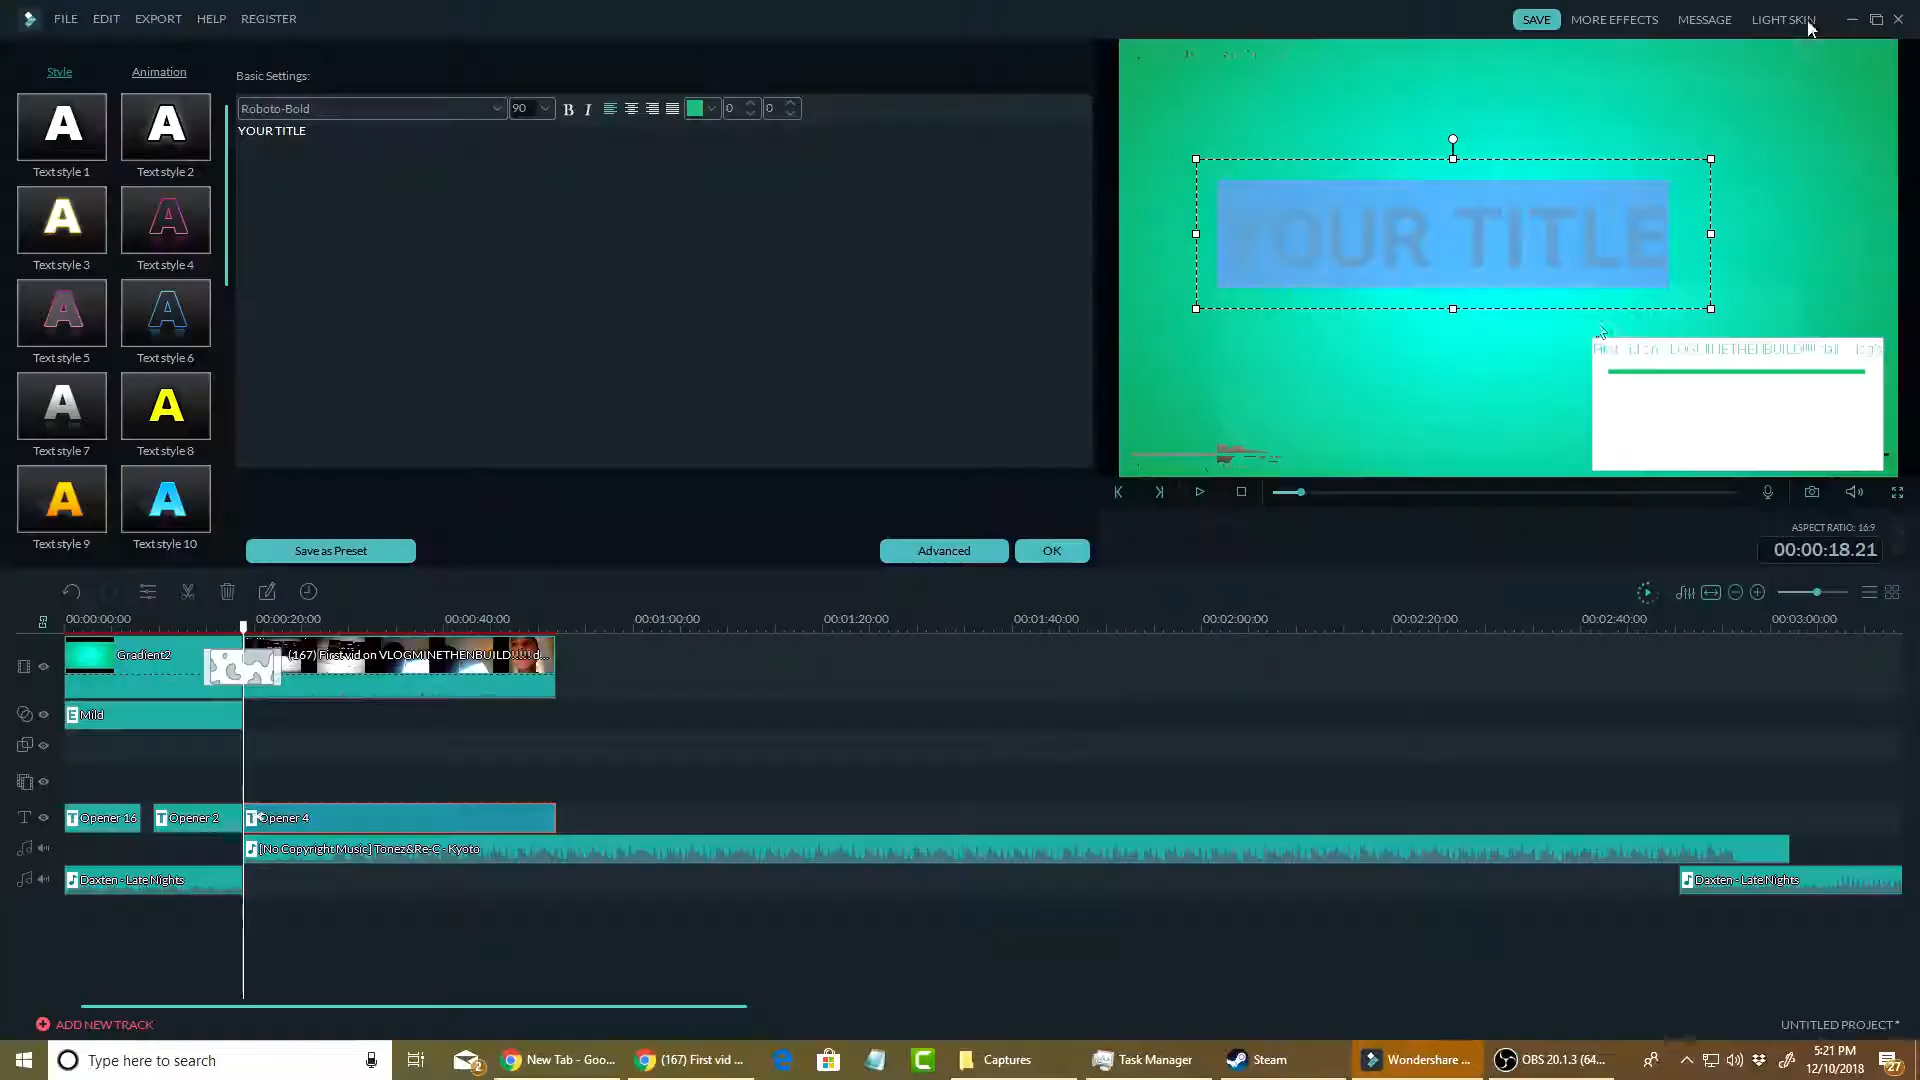 FILE EDIT EXPORT HELP REGISTER
SAVE MORE EFFECTS MESSAGE LIGHT SKIN
Style Animation Basic Settings:
Roboto-Bold 90 B I 0 0
YOUR TITLE
A A
Text style 1 Text style 2
A A
Text style 3 Text style 4
A A
Text style 5 Text style 6
A A
Text style 7 Text style 8
A A
Text style 9 Text style 10
YOUR TITLE
Save as Preset Advanced OK
ASPECT RATIO: 16:9
00:00:18.21
00:00:00:00 00:00:20:00 00:00:40:00 00:01:00:00 00:01:20:00 00:01:40:00 00:02:00:00 00:02:20:00 00:02:40:00 00:03:00:00
Gradient2 (167) First vid on VLOGMINETHENBUILD!!!! d...
E Mild
T T Opener 16 T Opener 2 T Opener 4
[No Copyright Music] Tonez&Re-C - Kyoto
Daxten - Late Nights Daxten - Late Nights
ADD NEW TRACK UNTITLED PROJECT *
Type here to search 2 New Tab - Goo... (167) First vid ... Captures Task Manager Steam Wondershare ... OBS 20.1.3 (64... 5:21 PM
12/10/2018 27